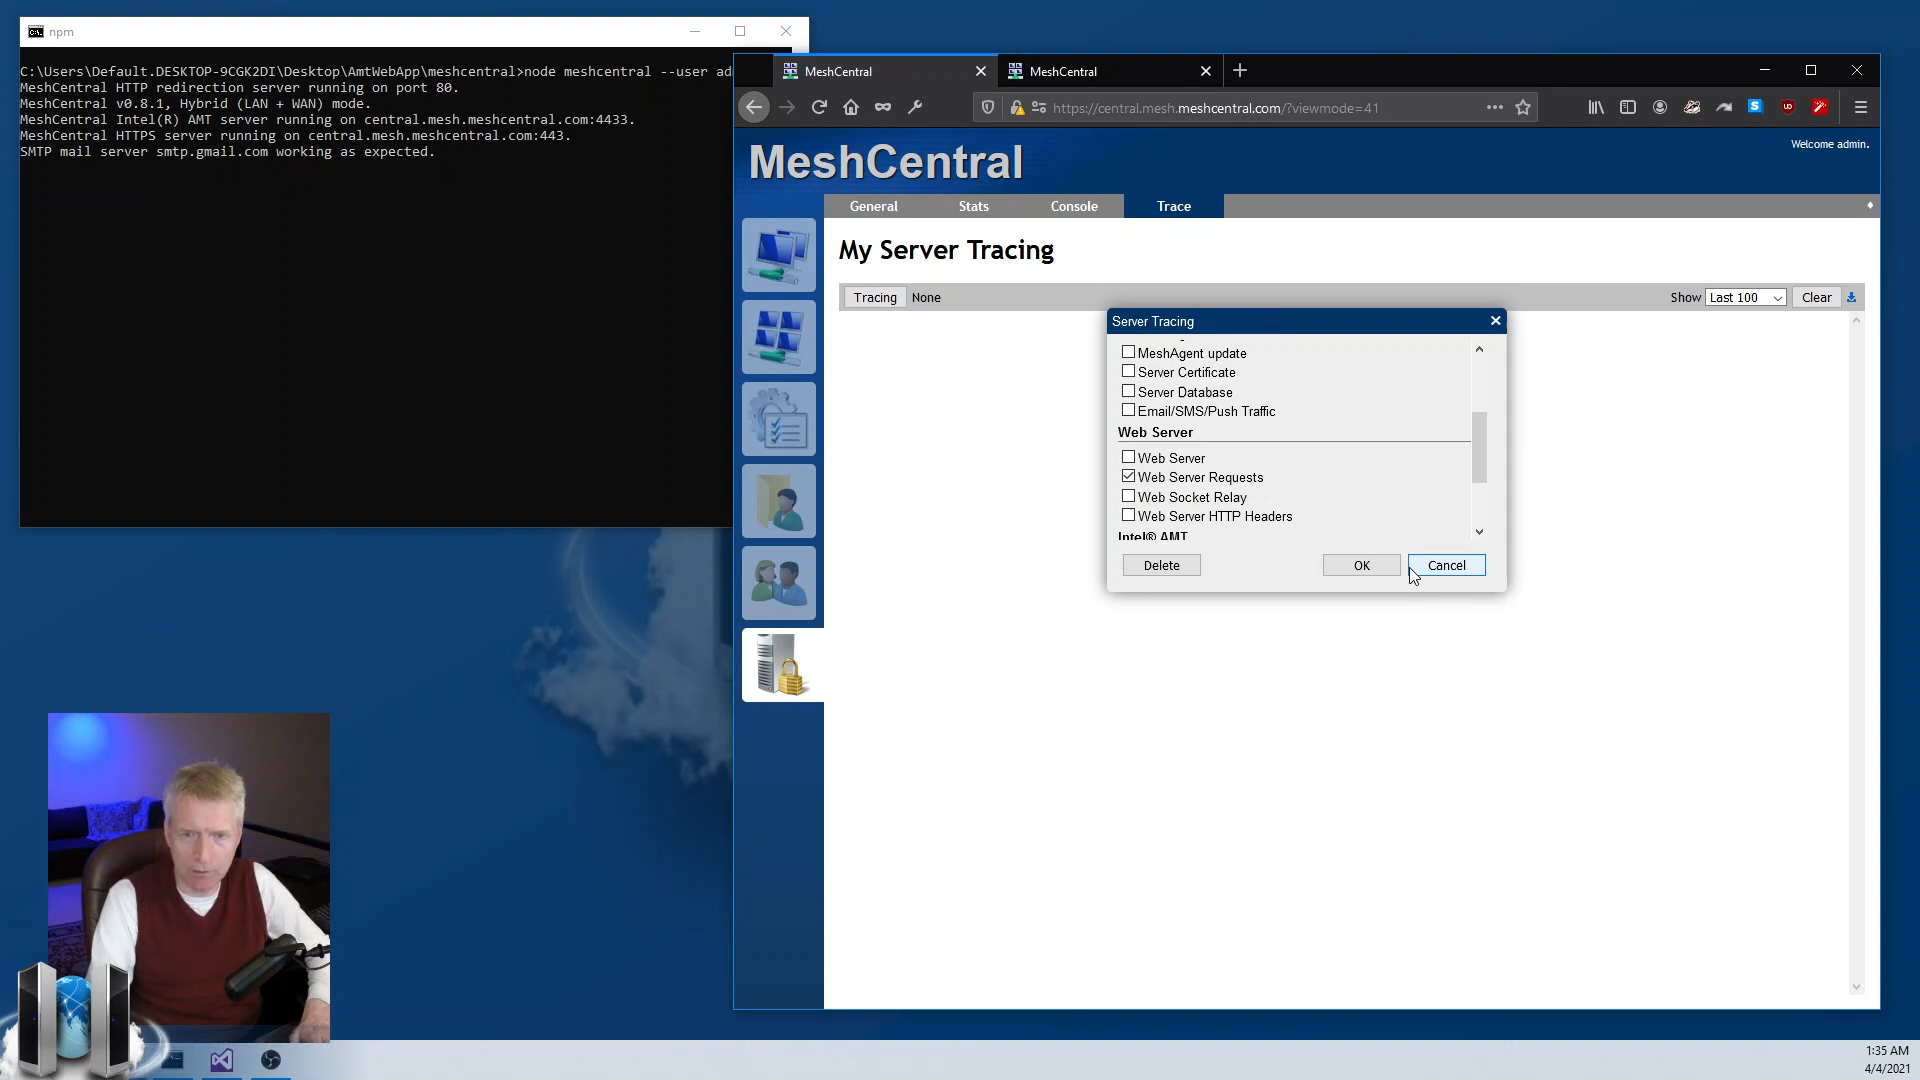 npm
C:\Users\Default.DESKTOP-9CGK2DI\Desktop\AmtWebApp\meshcentral>node meshcentral --user ad
MeshCentral HTTP redirection server running on port 80.
MeshCentral v0.8.1, Hybrid (LAN + WAN) mode.
MeshCentral Intel(R) AMT server running on central.mesh.meshcentral.com:4433.
MeshCentral HTTPS server running on central.mesh.meshcentral.com:443.
SMTP mail server smtp.gmail.com working as expected.
MeshCentral
MeshCentral
https://central.mesh.meshcentral.com/?viewmode=41
Welcome admin.
MeshCentral
General
Stats
Console
Trace
My Server Tracing
Tracing
None
Show
Last 100
Clear
Server Tracing
MeshAgent update
Server Certificate
Server Database
Email/SMS/Push Traffic
Web Server
Web Server
Web Server Requests
Web Socket Relay
Web Server HTTP Headers
Intel® AMT
Delete
OK
Cancel
1:35 AM
4/4/2021